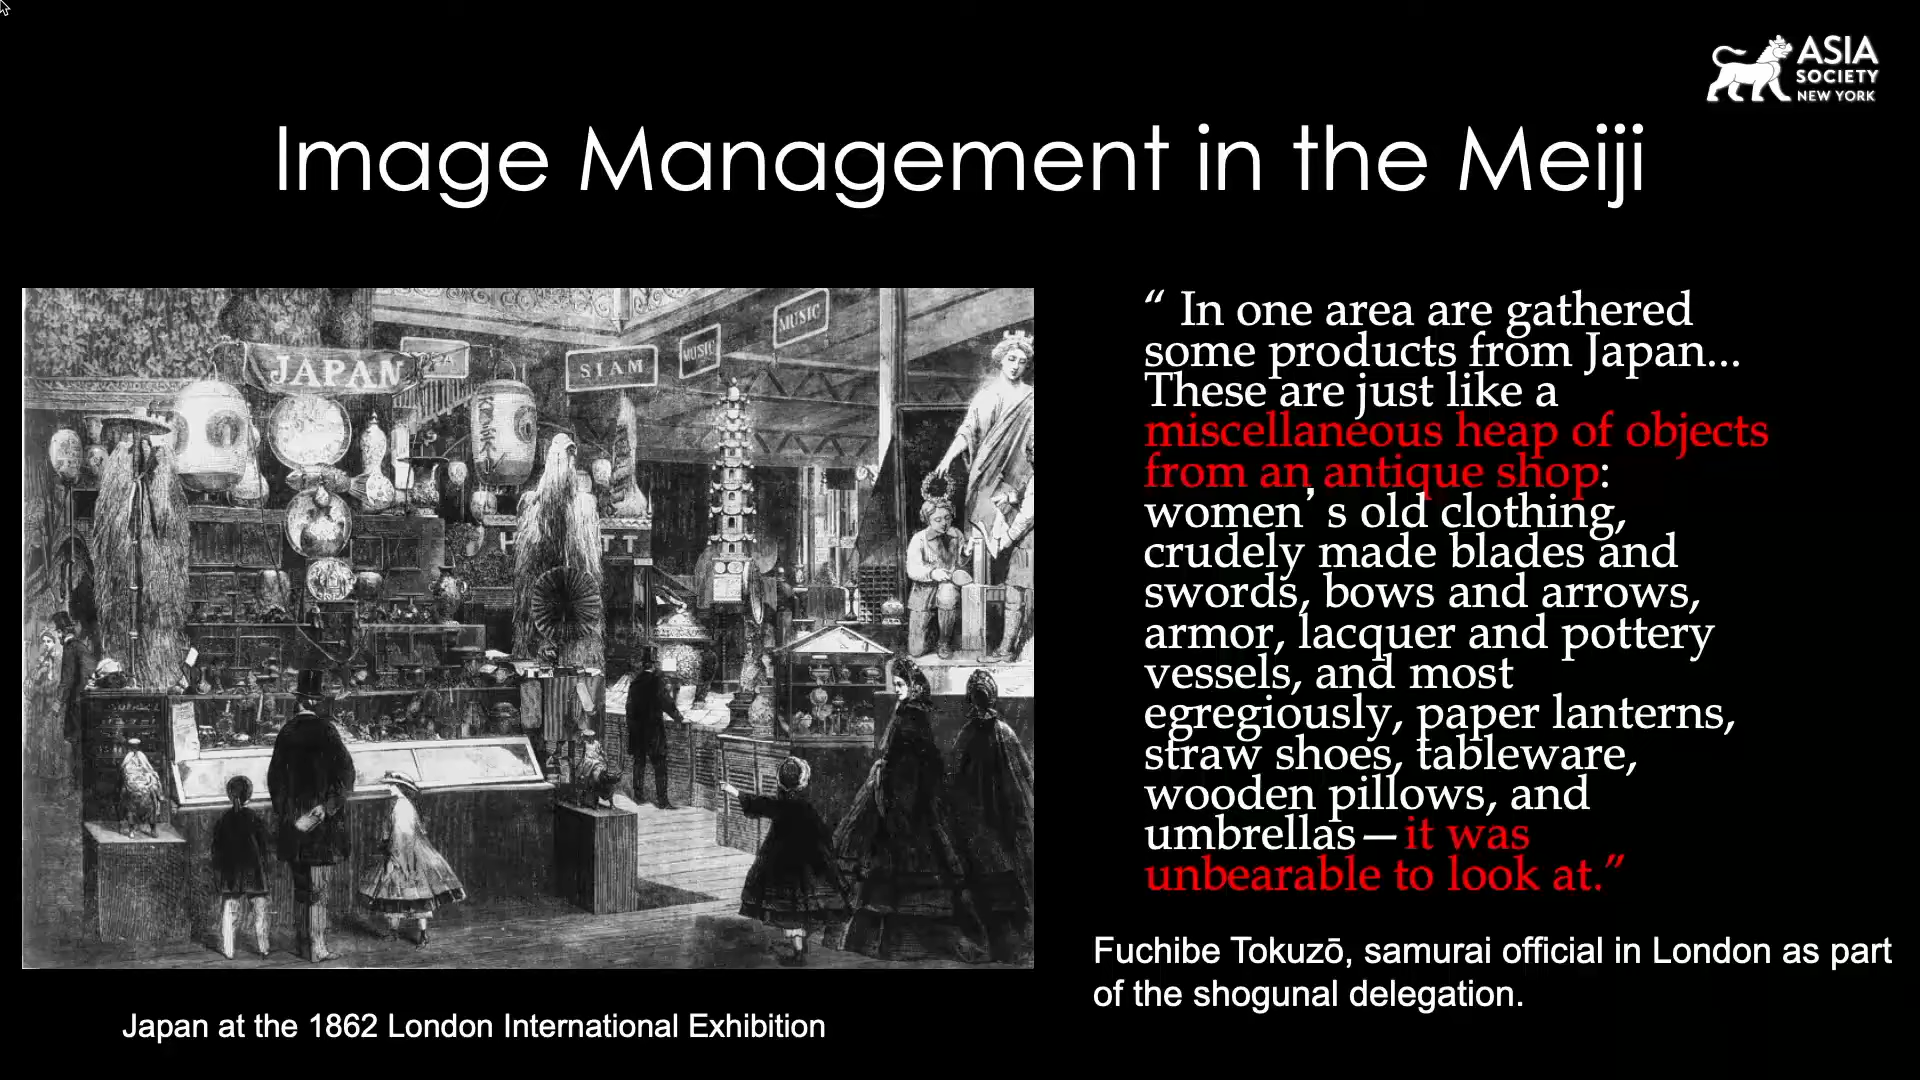 ASIA
SOCIETY
NEW YORK
Image Management in the Meiji
JAPAN
SIAM
MUSIC
MUSIC
“ In one area are gathered
some products from Japan...
These are just like a
miscellaneous heap of objects
from an antique shop:
women’s old clothing,
crudely made blades and
swords, bows and arrows,
armor, lacquer and pottery
vessels, and most
egregiously, paper lanterns,
straw shoes, tableware,
wooden pillows, and
umbrellas—it was
unbearable to look at.”
Fuchibe Tokuzō, samurai official in London as part
of the shogunal delegation.
Japan at the 1862 London International Exhibition